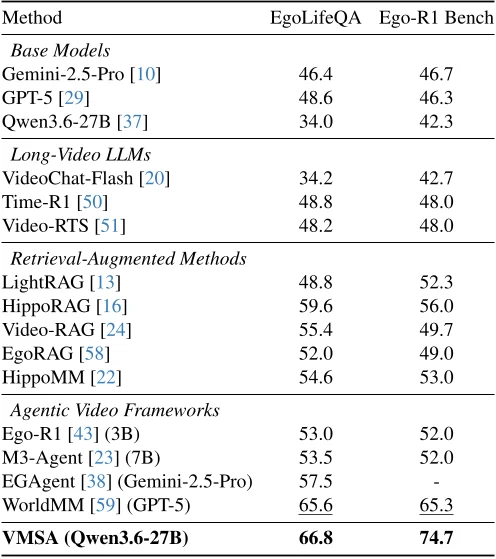 Method EgoLifeQA Ego-R1 Bench
Base Models
Gemini-2.5-Pro [10] 46.4 46.7
GPT-5 [29] 48.6 46.3
Qwen3.6-27B [37] 34.0 42.3
Long-Video LLMs
VideoChat-Flash [20] 34.2 42.7
Time-R1 [50] 48.8 48.0
Video-RTS [51] 48.2 48.0
Retrieval-Augmented Methods
LightRAG [13] 48.8 52.3
HippoRAG [16] 59.6 56.0
Video-RAG [24] 55.4 49.7
EgoRAG [58] 52.0 49.0
HippoMM [22] 54.6 53.0
Agentic Video Frameworks
Ego-R1 [43] (3B) 53.0 52.0
M3-Agent [23] (7B) 53.5 52.0
EGAgent [38] (Gemini-2.5-Pro) 57.5 -
WorldMM [59] (GPT-5) 65.6 65.3
VMSA (Qwen3.6-27B) 66.8 74.7